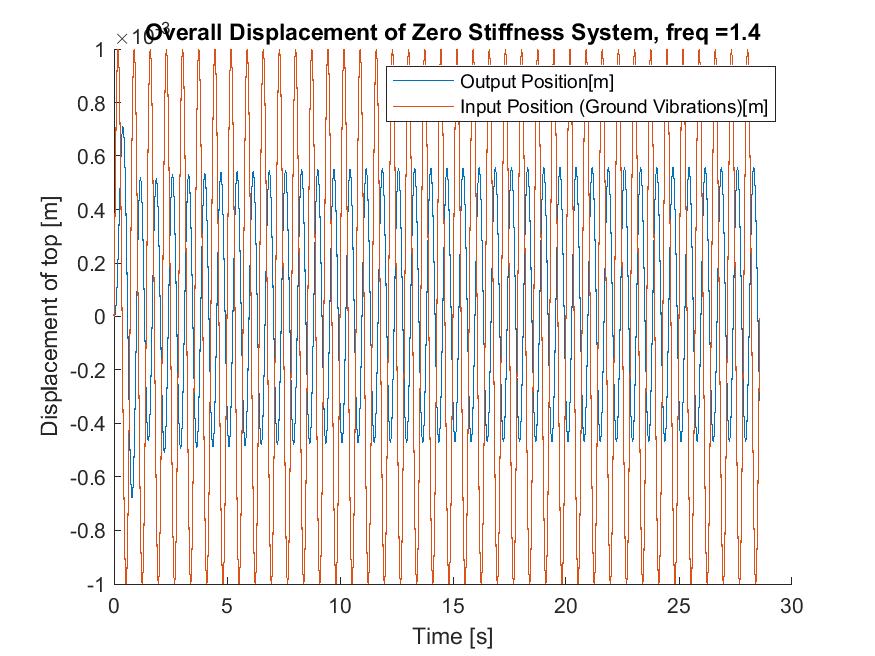 ×10-3
Overall Displacement of Zero Stiffness System, freq =1.4
1
0.8
0.6
0.4
0.2
0
-0.2
-0.4
-0.6
-0.8
-1
Displacement of top [m]
Output Position[m]
Input Position (Ground Vibrations)[m]
0 5 10 15 20 25 30
Time [s]